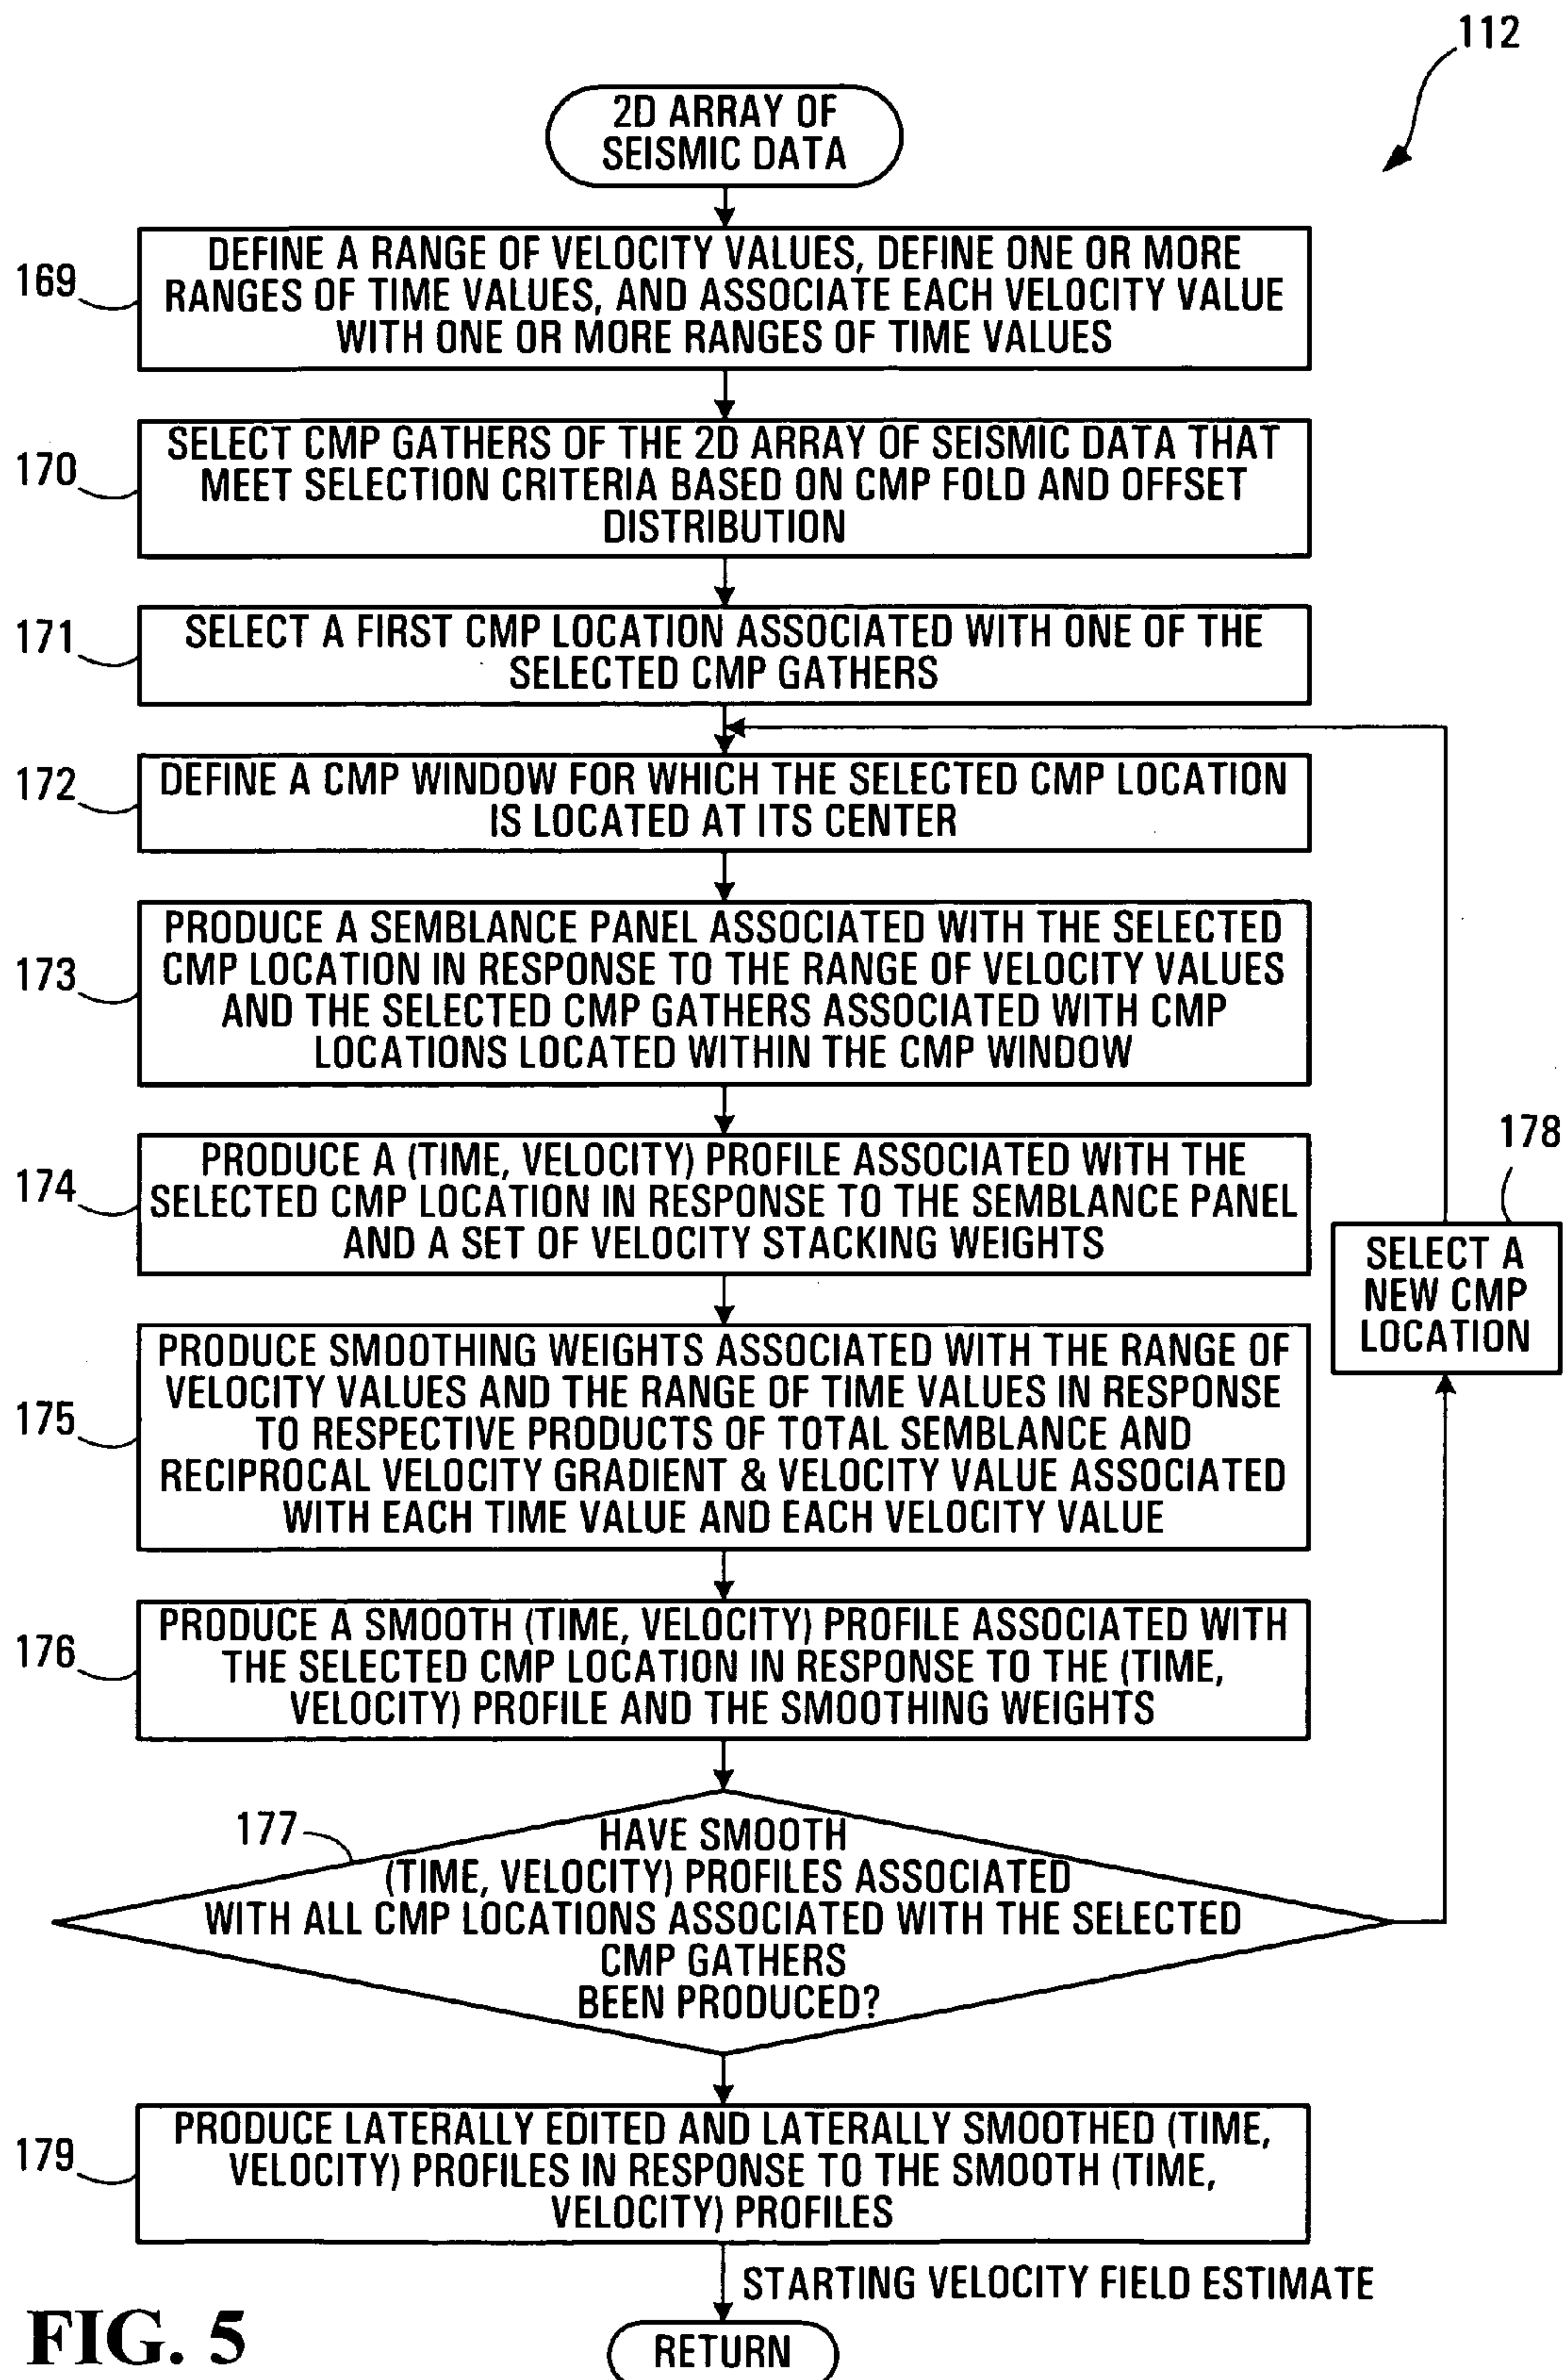 112
2D ARRAY OF
SEISMIC DATA
169
DEFINE A RANGE OF VELOCITY VALUES, DEFINE ONE OR MORE
RANGES OF TIME VALUES, AND ASSOCIATE EACH VELOCITY VALUE
WITH ONE OR MORE RANGES OF TIME VALUES
170
SELECT CMP GATHERS OF THE 2D ARRAY OF SEISMIC DATA THAT
MEET SELECTION CRITERIA BASED ON CMP FOLD AND OFFSET
DISTRIBUTION
171
SELECT A FIRST CMP LOCATION ASSOCIATED WITH ONE OF THE
SELECTED CMP GATHERS
172
DEFINE A CMP WINDOW FOR WHICH THE SELECTED CMP LOCATION
IS LOCATED AT ITS CENTER
173
PRODUCE A SEMBLANCE PANEL ASSOCIATED WITH THE SELECTED
CMP LOCATION IN RESPONSE TO THE RANGE OF VELOCITY VALUES
AND THE SELECTED CMP GATHERS ASSOCIATED WITH CMP
LOCATIONS LOCATED WITHIN THE CMP WINDOW
174
PRODUCE A (TIME, VELOCITY) PROFILE ASSOCIATED WITH THE
SELECTED CMP LOCATION IN RESPONSE TO THE SEMBLANCE PANEL
AND A SET OF VELOCITY STACKING WEIGHTS
178
SELECT A
NEW CMP
LOCATION
175
PRODUCE SMOOTHING WEIGHTS ASSOCIATED WITH THE RANGE OF
VELOCITY VALUES AND THE RANGE OF TIME VALUES IN RESPONSE
TO RESPECTIVE PRODUCTS OF TOTAL SEMBLANCE AND
RECIPROCAL VELOCITY GRADIENT & VELOCITY VALUE ASSOCIATED
WITH EACH TIME VALUE AND EACH VELOCITY VALUE
176
PRODUCE A SMOOTH (TIME, VELOCITY) PROFILE ASSOCIATED WITH
THE SELECTED CMP LOCATION IN RESPONSE TO THE (TIME,
VELOCITY) PROFILE AND THE SMOOTHING WEIGHTS
177
HAVE SMOOTH
(TIME, VELOCITY) PROFILES ASSOCIATED
WITH ALL CMP LOCATIONS ASSOCIATED WITH THE SELECTED
CMP GATHERS
BEEN PRODUCED?
179
PRODUCE LATERALLY EDITED AND LATERALLY SMOOTHED (TIME,
VELOCITY) PROFILES IN RESPONSE TO THE SMOOTH (TIME,
VELOCITY) PROFILES
STARTING VELOCITY FIELD ESTIMATE
RETURN
FIG. 5